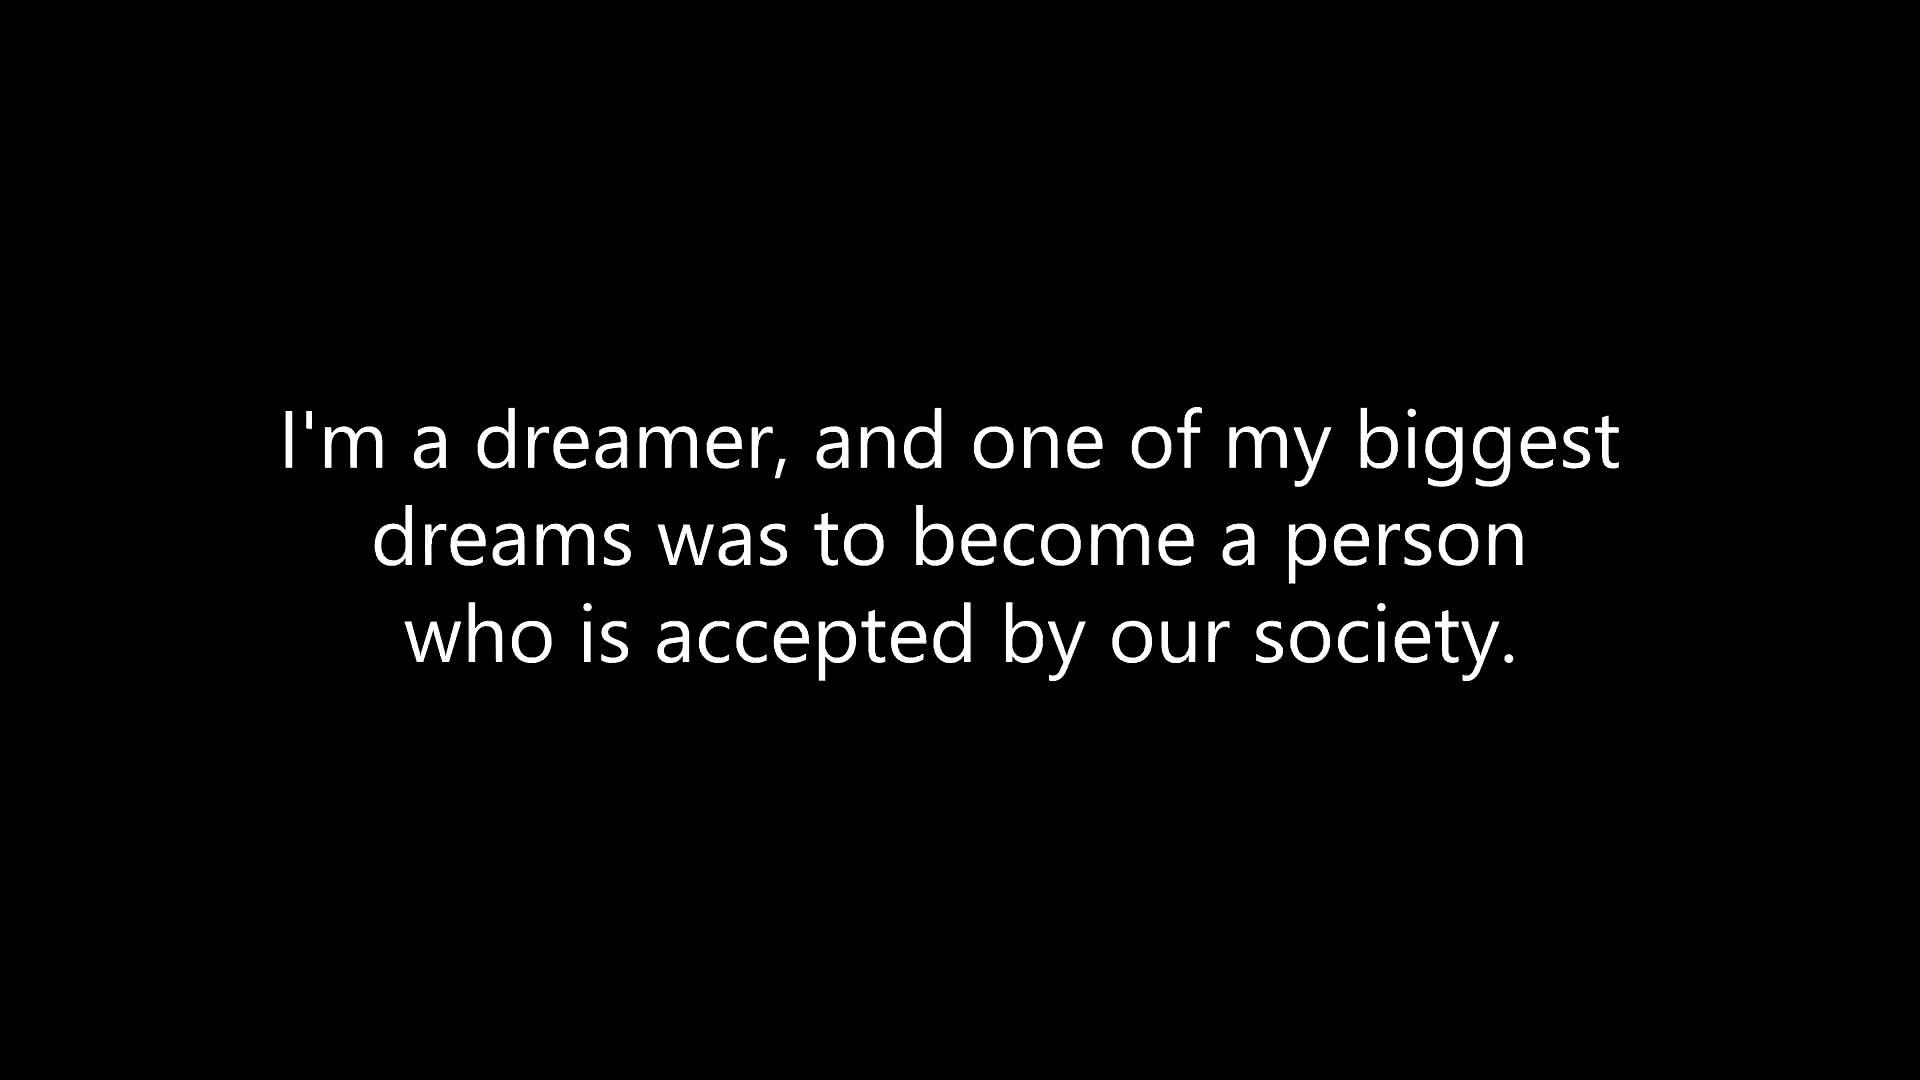 I'm a dreamer, and one of my biggest
dreams was to become a person
who is accepted by our society.